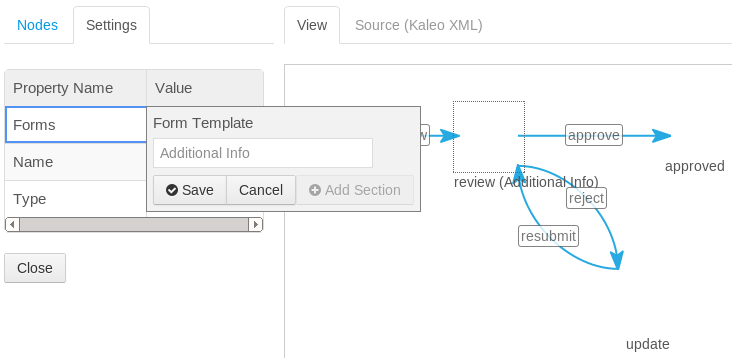 Nodes
Settings
View
Source (Kaleo XML)
Property Name
Value
Forms
Name
Type
Form Template
Additional Info
Save
Cancel
Add Section
Close
approve
approved
review (Additional Info)
reject
resubmit
update